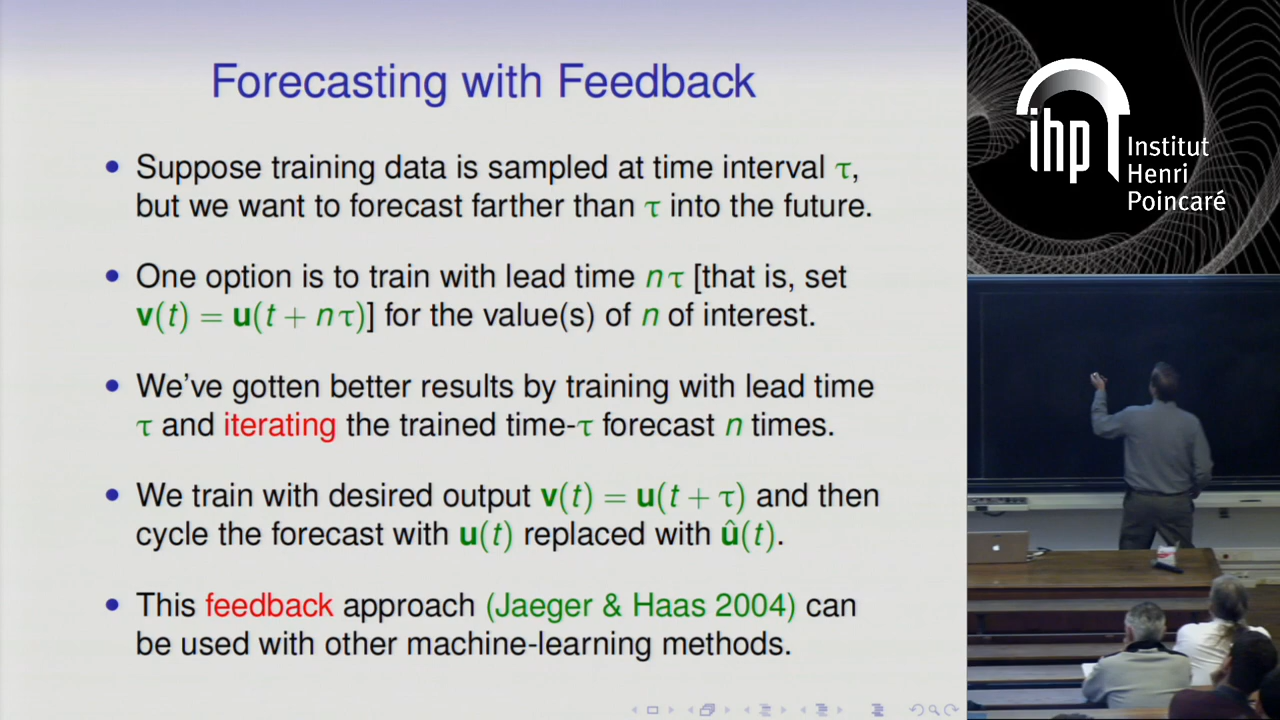 Forecasting with Feedback
• Suppose training data is sampled at time interval τ,
but we want to forecast farther than τ into the future.
• One option is to train with lead time nτ [that is, set
v(t) = u(t + nτ)] for the value(s) of n of interest.
• We've gotten better results by training with lead time
τ and iterating the trained time-τ forecast n times.
• We train with desired output v(t) = u(t + τ) and then
cycle the forecast with u(t) replaced with û(t).
• This feedback approach (Jaeger & Haas 2004) can
be used with other machine-learning methods.
ihp
Institut
Henri
Poincaré